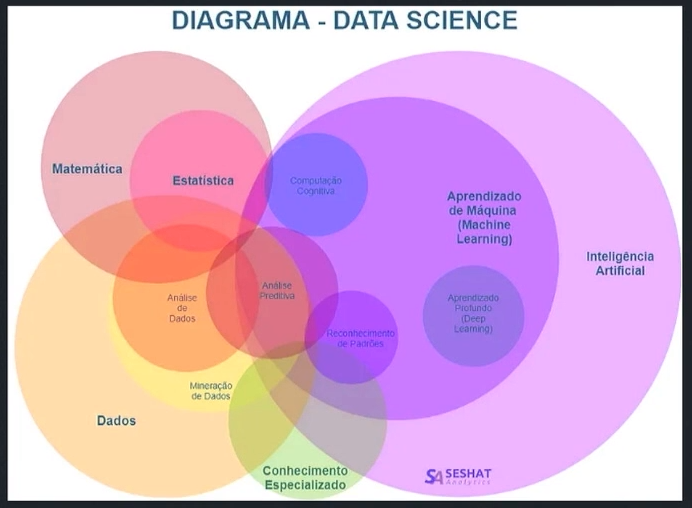 DIAGRAMA - DATA SCIENCE
Matemática
Estatística
Computação
Cognitiva
Aprendizado
de Máquina
(Machine
Learning)
Inteligência
Artificial
Análise
de
Dados
Análise
Preditiva
Aprendizado
Profundo
(Deep
Learning)
Reconhecimento
de Padrões
Mineração
de Dados
Dados
Conhecimento
Especializado
SA SESHAT
Analytics